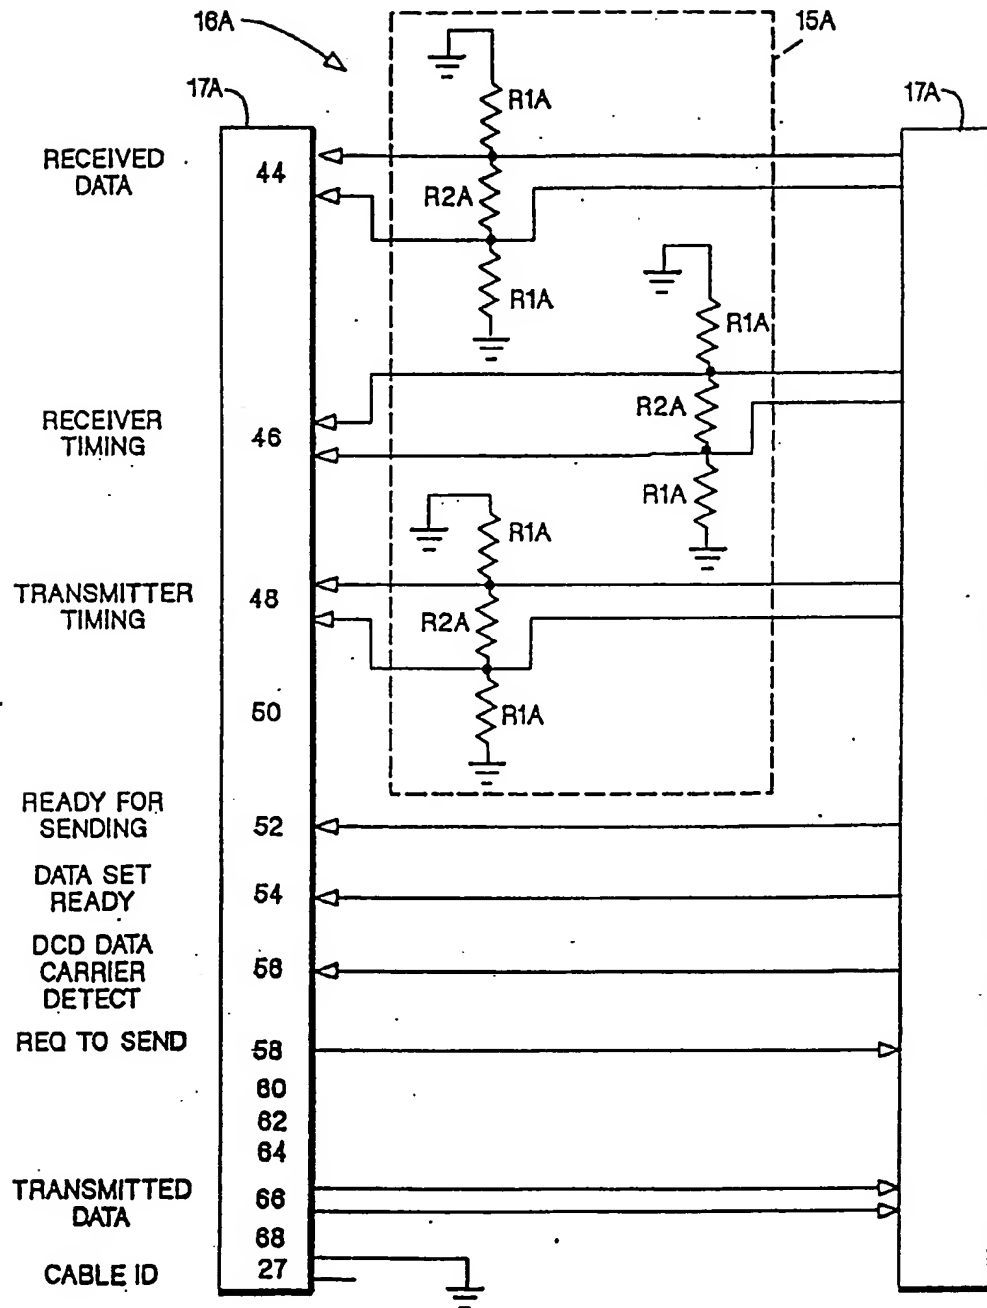 16A
15A
17A
17A
R1A
RECEIVED
DATA
44
R2A
R1A
R1A
RECEIVER
TIMING
46
R2A
R1A
R1A
TRANSMITTER
TIMING
48
R2A
50
R1A
READY FOR
SENDING
52
DATA SET
READY
54
DCD DATA
CARRIER
DETECT
56
REQ TO SEND
58
60
62
64
TRANSMITTED
DATA
66
68
CABLE ID
27